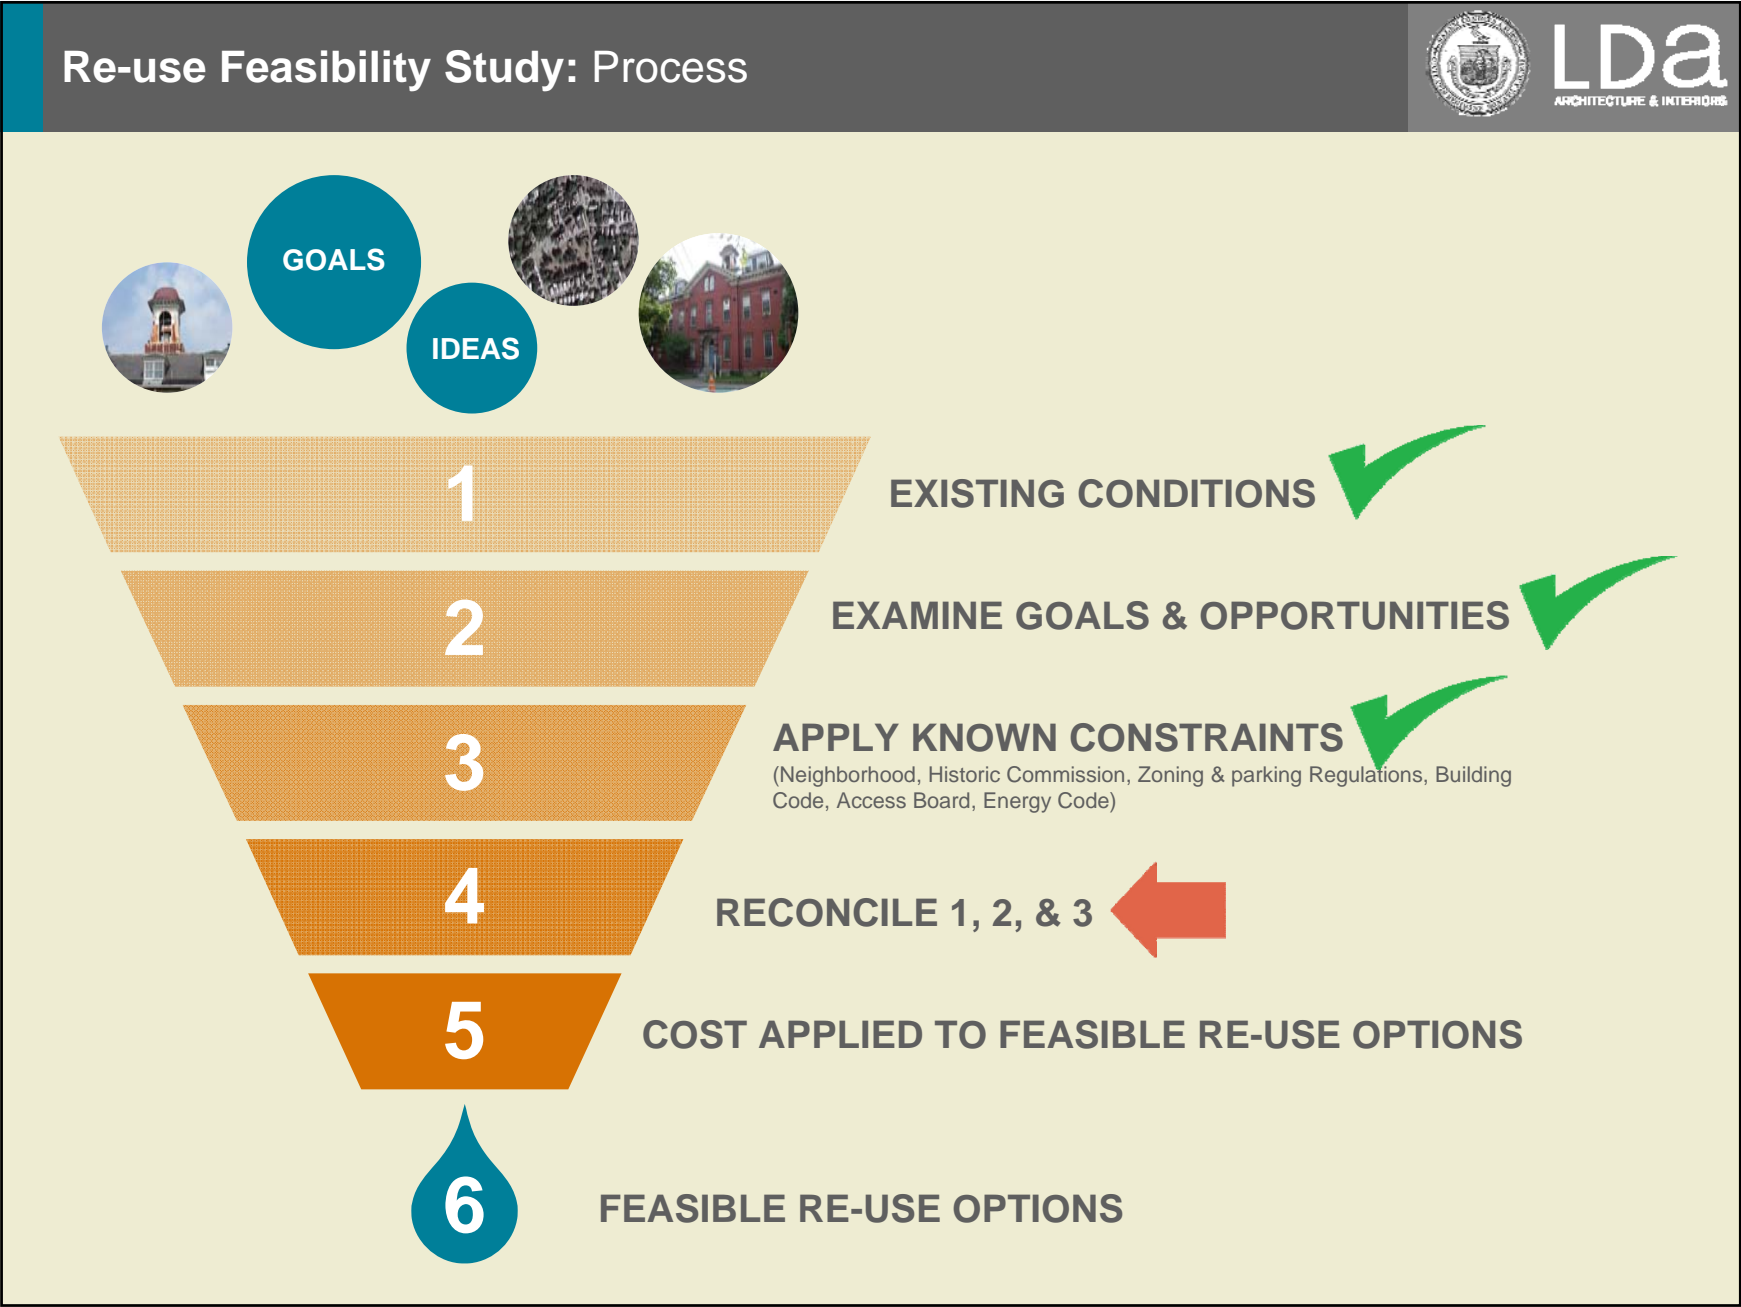 Re-use Feasibility Study: Process
LDa
ARCHITECTURE & INTERIORS
GOALS
IDEAS
1
EXISTING CONDITIONS
2
EXAMINE GOALS & OPPORTUNITIES
3
APPLY KNOWN CONSTRAINTS
(Neighborhood, Historic Commission, Zoning & parking Regulations, Building
Code, Access Board, Energy Code)
4
RECONCILE 1, 2, & 3
5
COST APPLIED TO FEASIBLE RE-USE OPTIONS
6
FEASIBLE RE-USE OPTIONS